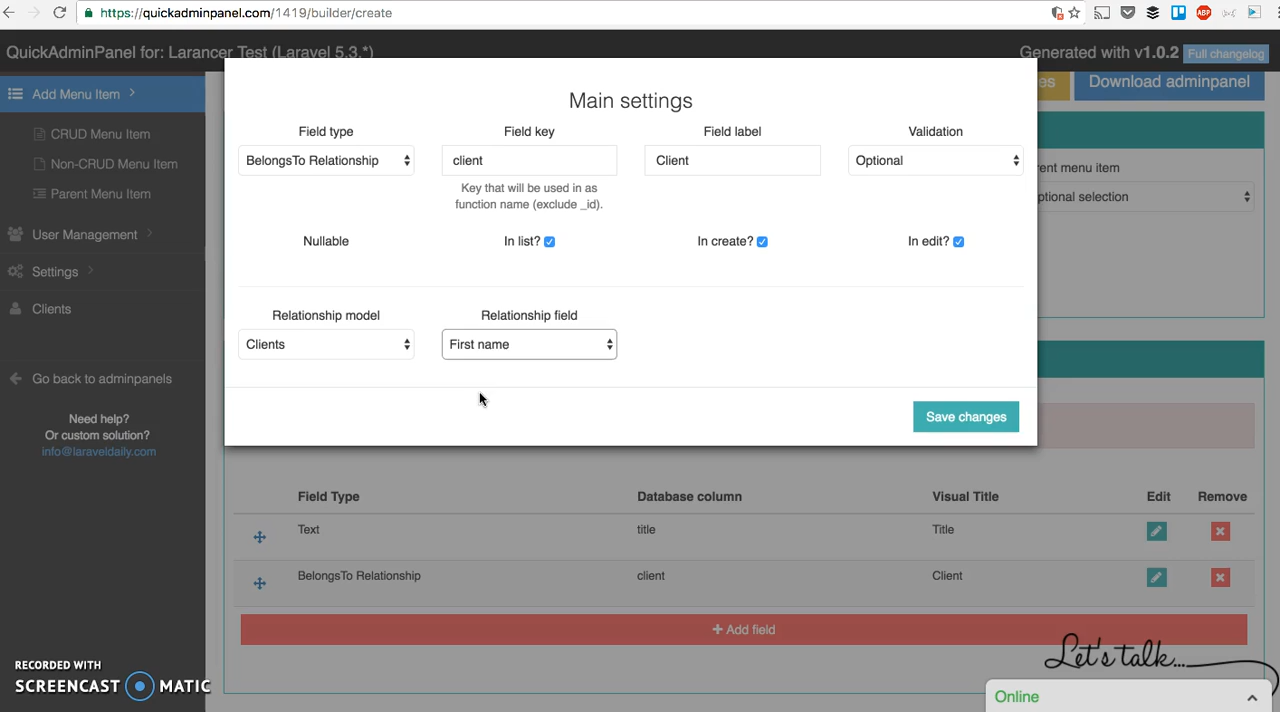 https://quickadminpanel.com/1419/builder/create
ABP
QuickAdminPanel for: Larancer Test (Laravel 5.3.*)
Generated with v1.0.2 Full changelog
Add Menu Item
CRUD Menu Item
Non-CRUD Menu Item
Parent Menu Item
User Management
Settings
Clients
Go back to adminpanels
Need help?
Or custom solution?
info@laraveldaily.com
RECORDED WITH
SCREENCAST MATIC
es
Download adminpanel
rent menu item
ptional selection
Main settings
Field type
Field key
Field label
Validation
BelongsTo Relationship
client
Client
Optional
Key that will be used in as
function name (exclude _id).
Nullable
In list?
In create?
In edit?
Relationship model
Relationship field
Clients
First name
Save changes
Field Type
Database column
Visual Title
Edit
Remove
Text
title
Title
BelongsTo Relationship
client
Client
+ Add field
Let's talk...
Online